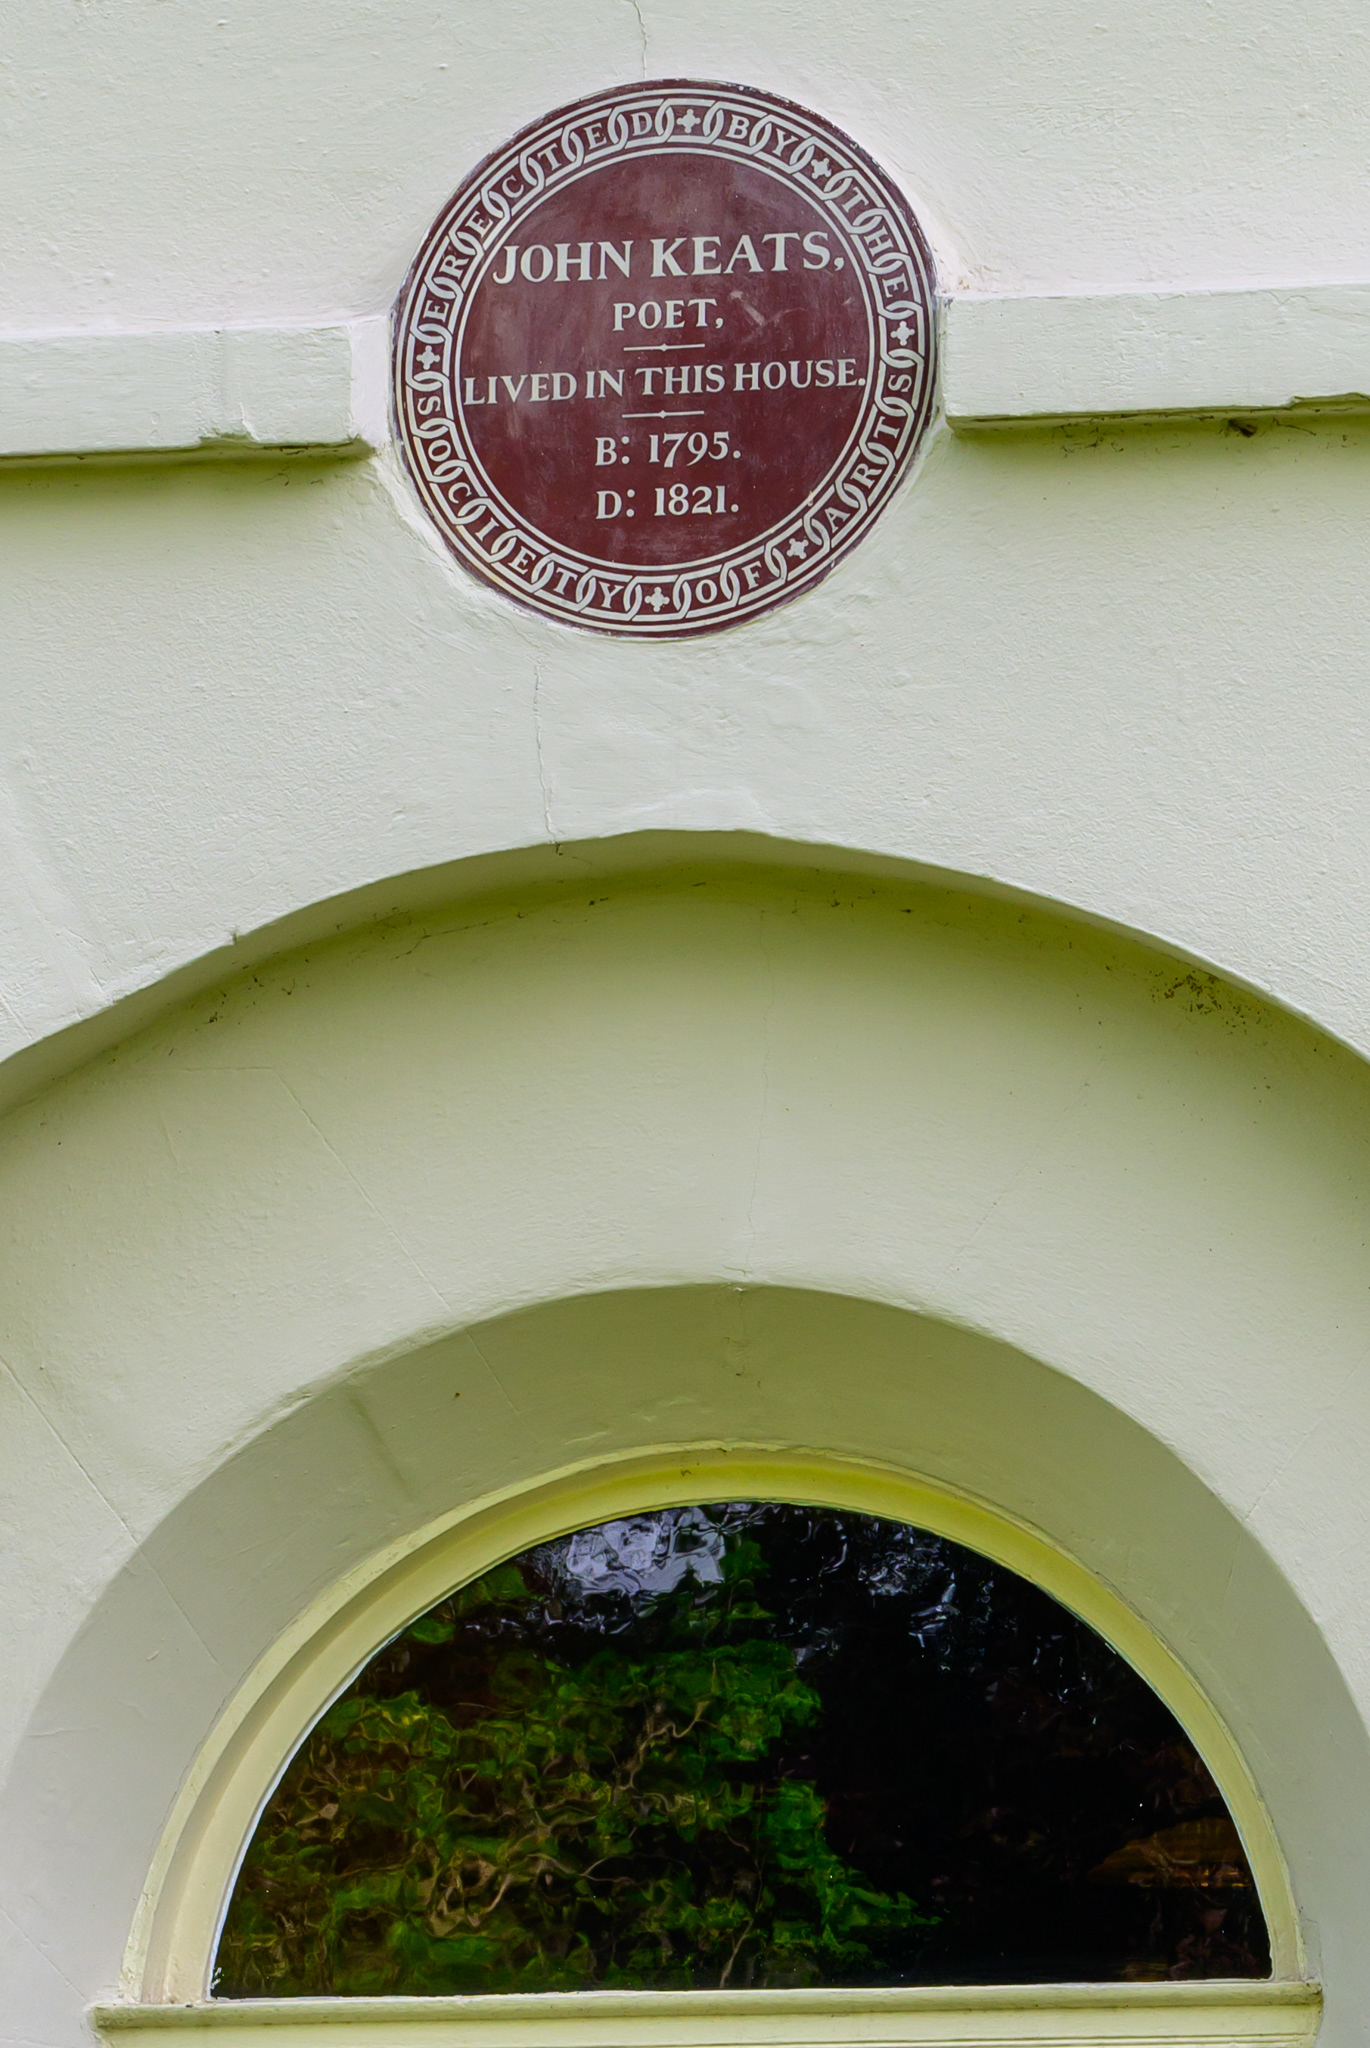 ERECTED BY THE
SOCIETY OF ARTS
JOHN KEATS,
POET,
LIVED IN THIS HOUSE.
B: 1795.
D: 1821.